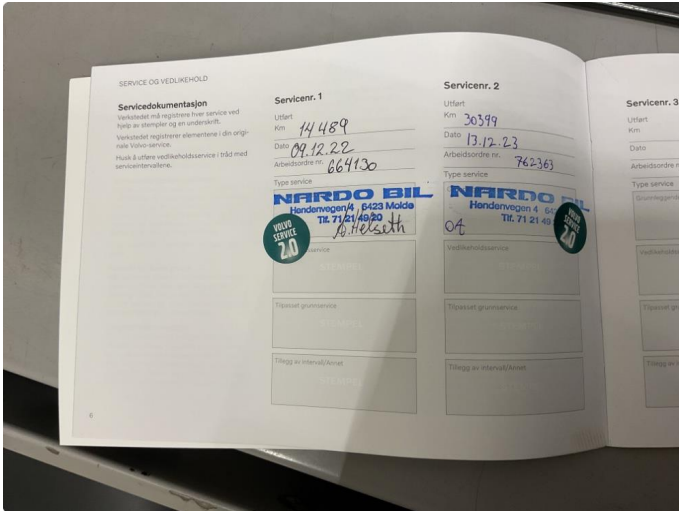 SERVICE OG VEDLIKEHOLD
Servicedokumentasjon
Verkstedet må registrere hver service ved
hjelp av stempler og en underskrift.
Verkstedet registrerer elementene i din origi-
nale Volvo-service.
Husk å utføre vedlikeholdsservice i tråd med
serviceintervallene.
6
Servicenr. 1
Utført
Km 14489
Dato 09.12.22
Arbeidsordre nr. 664130
Type service
NARDO BIL
Hendenvegen 4, 6423 Molde
Tlf. 71 21 49 20
A. Helseth
VOLVO
SERVICE
2.0
service
Tilpasset grunnservice
Tillegg av intervall/Annet
Servicenr. 2
Utført
Km 30399
Dato 13.12.23
Arbeidsordre nr. 762363
Type service
NARDO BIL
Hendenvegen 4
Tlf. 71 21 49
OA
2.0
Vedlikeholdsservice
Tilpasset grunnservice
Tillegg av intervall/Annet
Servicenr. 3
Utført
Km
Dato
Arbeidsordre n
Type service